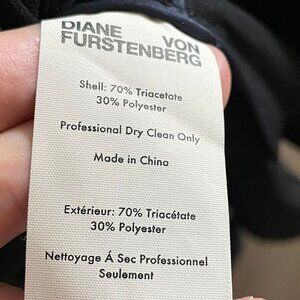 DIANE VON
FURSTENBERG
Shell: 70% Triacetate
30% Polyester
Professional Dry Clean Only
Made in China
Extérieur: 70% Triacétate
30% Polyester
Nettoyage Á Sec Professionnel
Seulement